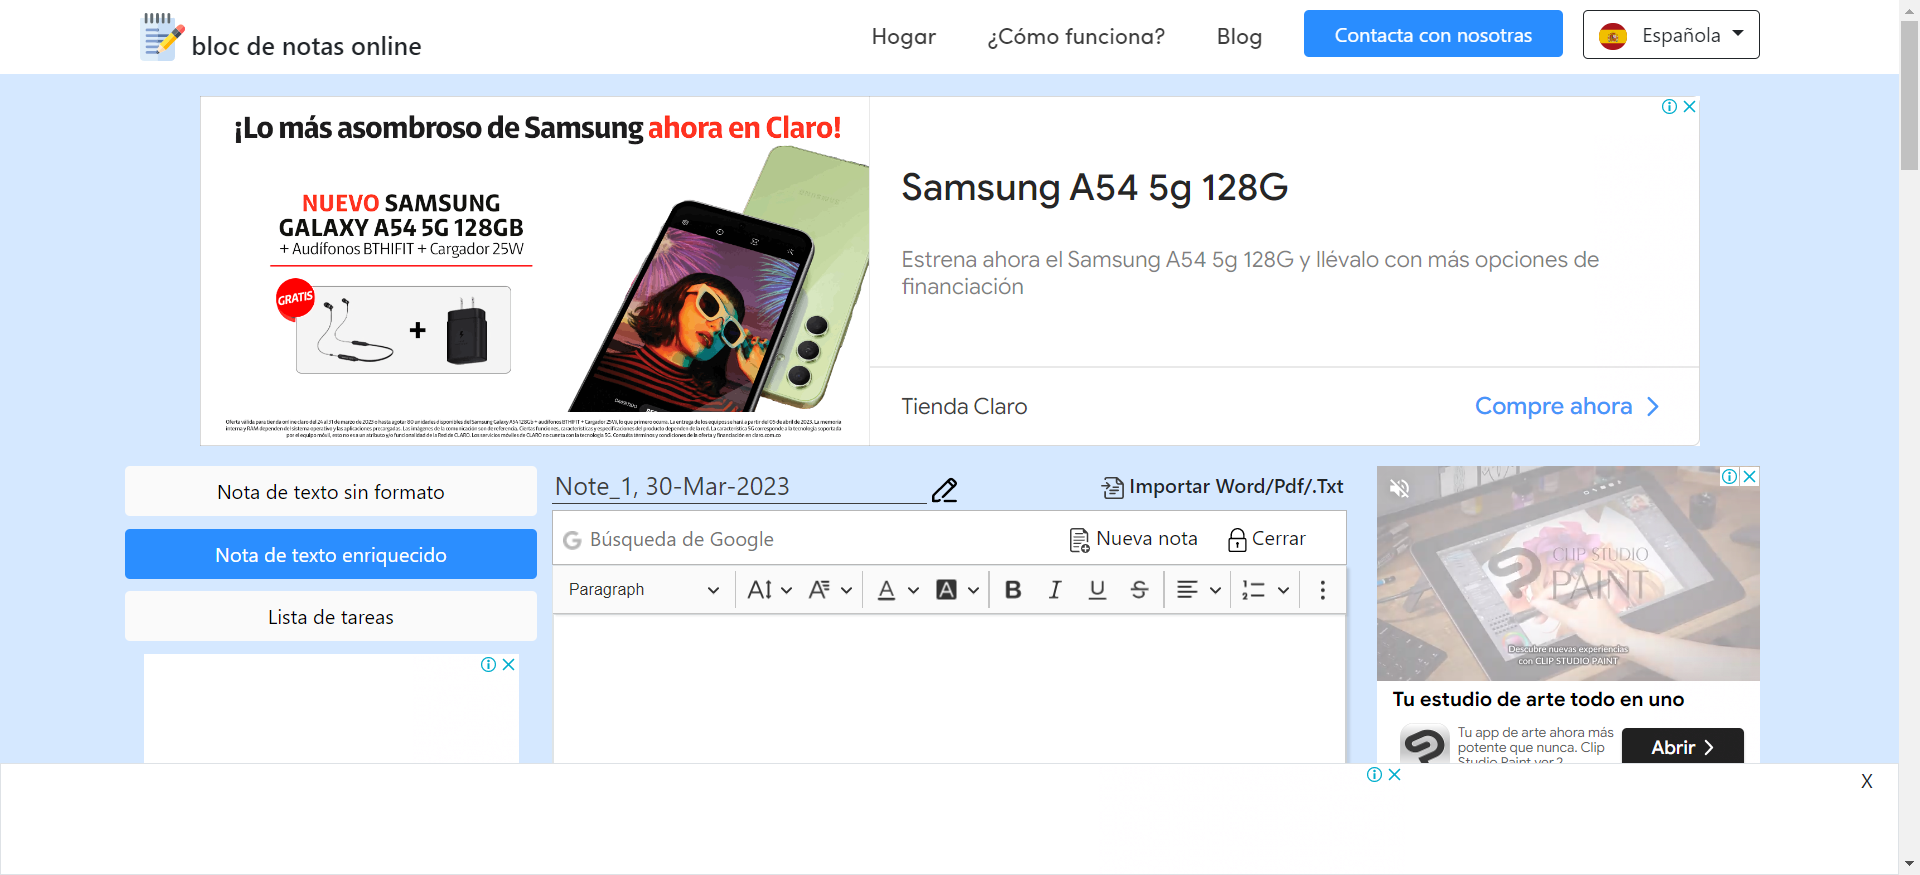 bloc de notas online
Hogar
¿Cómo funciona?
Blog
Contacta con nosotras
Española
¡Lo más asombroso de Samsung ahora en Claro!
NUEVO SAMSUNG
GALAXY A54 5G 128GB
+ Audífonos BTHIFIT + Cargador 25W
GRATIS
+
Samsung A54 5g 128G
Estrena ahora el Samsung A54 5g 128G y llévalo con más opciones de
financiación
Tienda Claro
Compre ahora
Nota de texto sin formato
Nota de texto enriquecido
Lista de tareas
Note_1, 30-Mar-2023
Importar Word/Pdf/.Txt
Búsqueda de Google
Nueva nota
Cerrar
Paragraph
CLIP STUDIO
PAINT
Descubre nuevas experiencias
con CLIP STUDIO PAINT
Tu estudio de arte todo en uno
Tu app de arte ahora más
potente que nunca. Clip
Studio Paint ver.2
Abrir
X